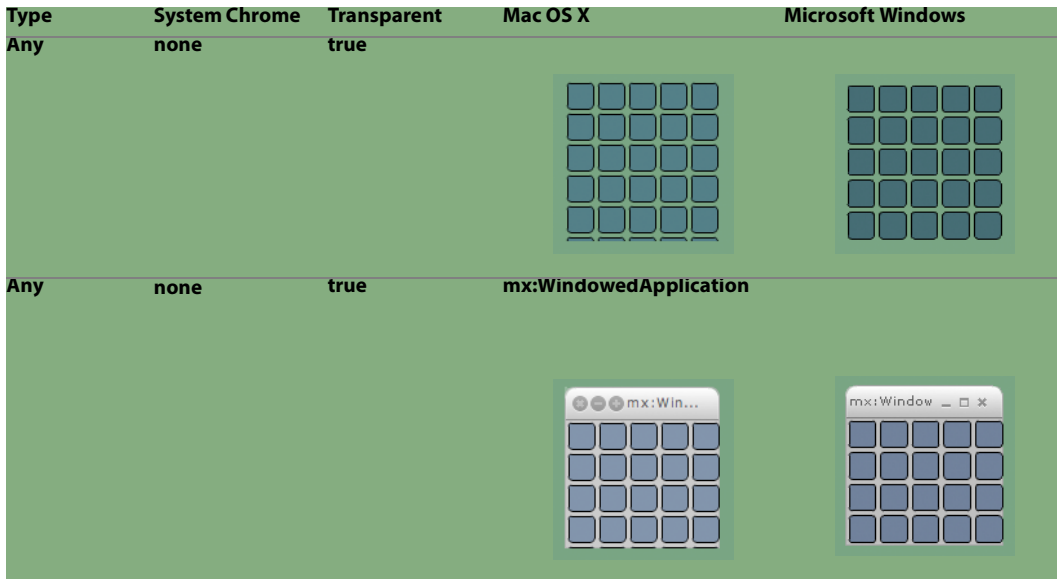 Type System Chrome Transparent Mac OS X Microsoft Windows
Any none true
Any none true mx:WindowedApplication
mx:Win... mx:Window